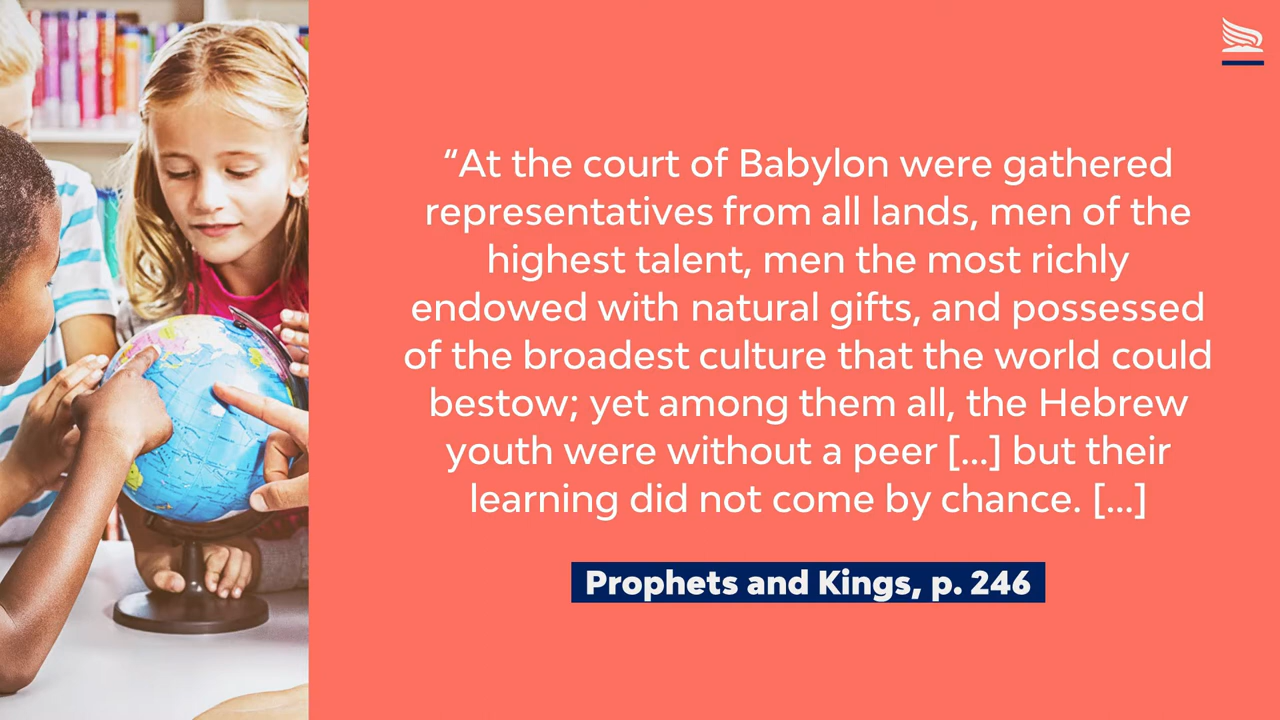 “At the court of Babylon were gathered
representatives from all lands, men of the
highest talent, men the most richly
endowed with natural gifts, and possessed
of the broadest culture that the world could
bestow; yet among them all, the Hebrew
youth were without a peer [...] but their
learning did not come by chance. [...]
Prophets and Kings, p. 246